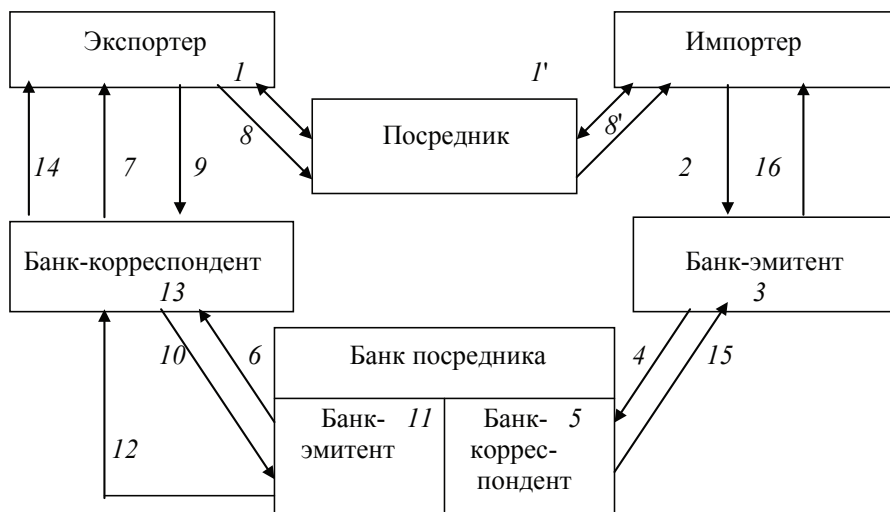 Экспортер
Импортер
1
1'
8
Посредник
8'
14
7
9
2
16
Банк-корреспондент
13
Банк-эмитент
3
10
6
Банк посредника
4
15
12
Банк-
эмитент
11
Банк-
коррес-
пондент
5